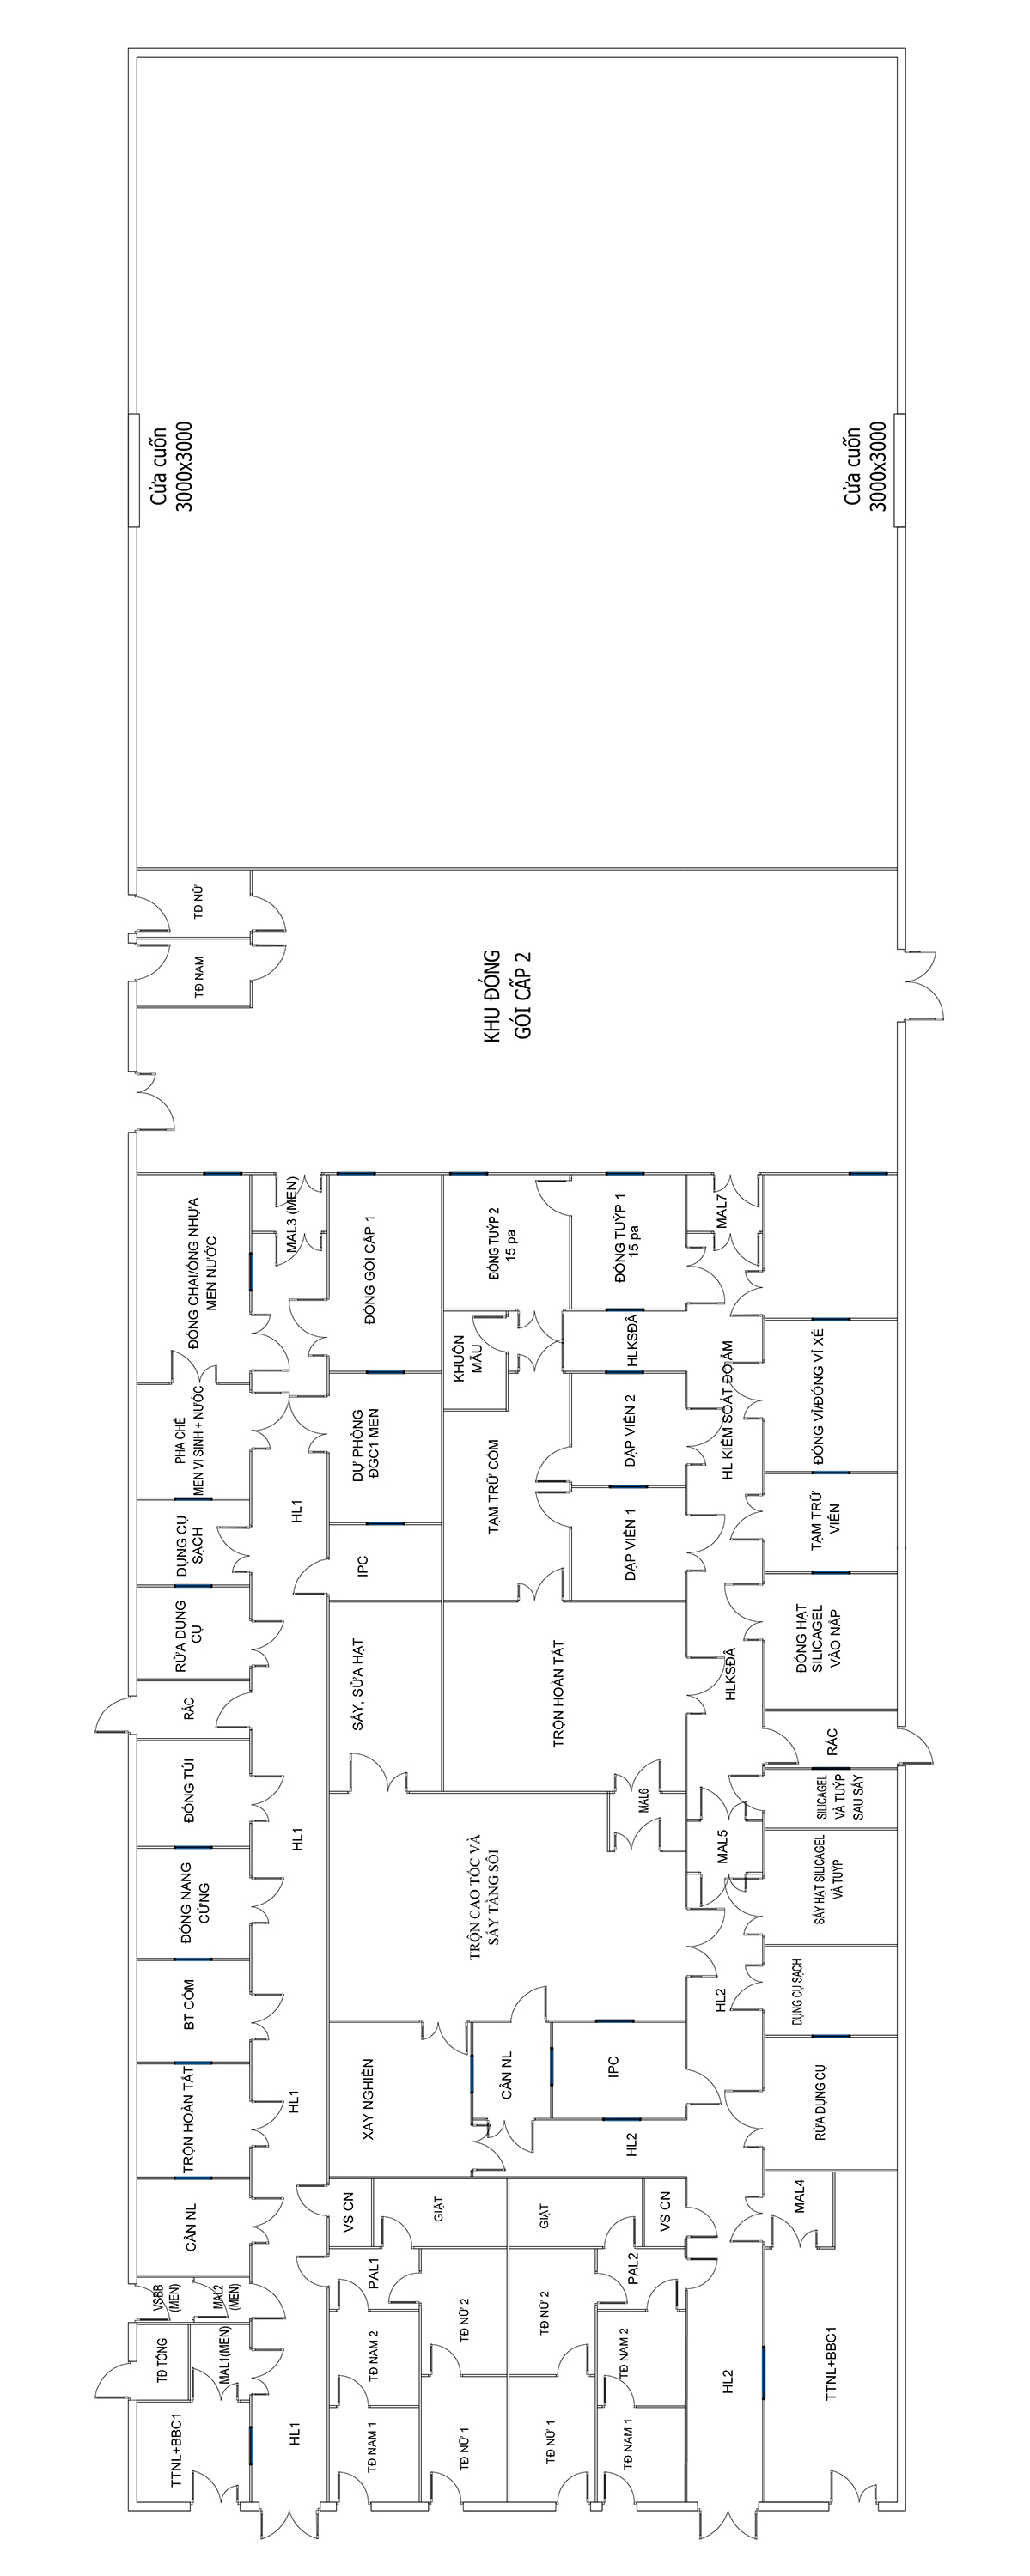 Cửa cuốn
3000x3000
Cửa cuốn
3000x3000
TĐ NỮ
TĐ NAM
KHU ĐÓNG
GÓI CẤP 2
ĐÓNG CHAI/ỐNG NHỰA
MEN NƯỚC
MAL3 (MEN)
ĐÓNG GÓI CẤP 1
ĐÓNG TUÝP 2
15 pa
ĐÓNG TUÝP 1
15 pa
MAL7
KHUÔN
MẪU
HLKSĐÂ
HL KIỂM SOÁT ĐỘ ẨM
ĐÓNG VỈ/ĐÓNG VỈ XÉ
PHA CHẾ
MEN VI SINH + NƯỚC
DỰ PHÒNG
ĐGC1 MEN
TẠM TRỮ CỐM
DẬP VIÊN 2
HL1
DỤNG CỤ
SẠCH
IPC
DẬP VIÊN 1
TẠM TRỮ
VIÊN
RỬA DỤNG
CỤ
SẤY, SỬA HẠT
TRỘN HOÀN TẤT
HLKSĐÂ
ĐÓNG HẠT
SILICAGEL
VÀO NẮP
RÁC
RÁC
ĐÓNG TÚI
HL1
MAL6
SILICAGEL
VÀ TUÝP
SAU SẤY
TRỘN CAO TỐC VÀ
SẤY TẦNG SÔI
MAL5
SẤY HẠT SILICAGEL
VÀ TUÝP
ĐÓNG NANG
CỨNG
BT CỐM
HL2
DỤNG CỤ SẠCH
TRỘN HOÀN TẤT
HL1
XAY NGHIỀN
CÂN NL
IPC
RỬA DỤNG CỤ
HL2
CÂN NL
VS CN
GIẶT
GIẶT
VS CN
MAL4
VSBB
(MEN)
MAL2
(MEN)
PAL1
PAL2
TĐ TỔNG
MAL1(MEN)
TĐ NAM 2
TĐ NỮ 2
TĐ NỮ 2
TĐ NAM 2
HL2
TTNL+BBC1
TTNL+BBC1
HL1
TĐ NAM 1
TĐ NỮ 1
TĐ NỮ 1
TĐ NAM 1